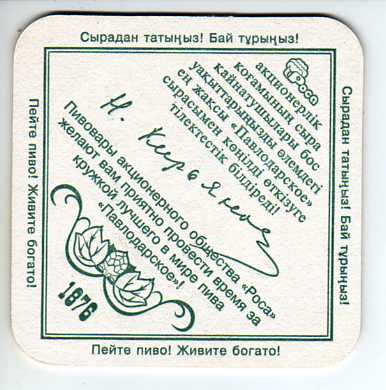 Сырадан татыңыз! Бай тұрыңыз!
Роса
акционерлік
қоғамының сыра
қайнатушылары бос
уақыттарыңызды әлемдегі
ең жақсы «Павлодарское»
сырасымен көңілді өткізуге
тілектестік білдіреді!
Пивовары акционерного общества «Роса»
желают вам приятно провести время за
кружкой лучшего в мире пива
«Павлодарское»!
1876
Сырадан татыңыз! Бай тұрыңыз!
Пейте пиво! Живите богато!
Пейте пиво! Живите богато!